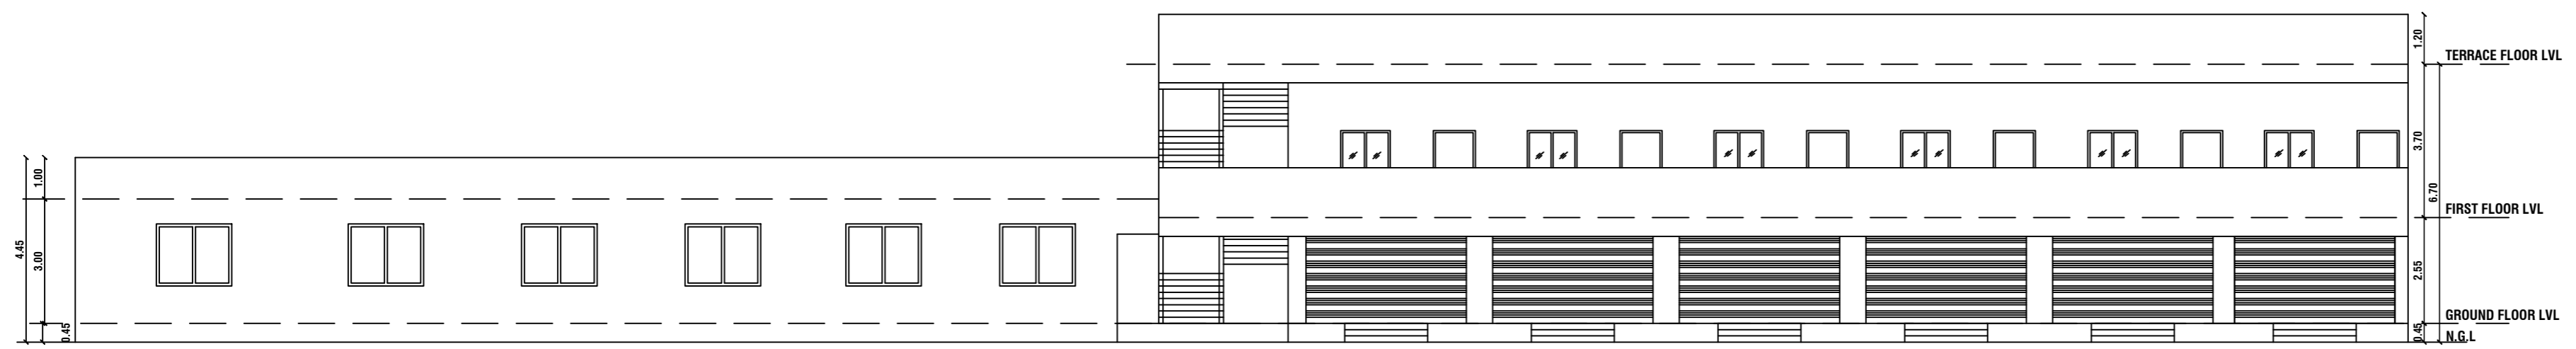 1.20
TERRACE FLOOR LVL
3.70
6.70
FIRST FLOOR LVL
2.55
GROUND FLOOR LVL
0.45
N.G.L
1.00
4.45
3.00
0.45